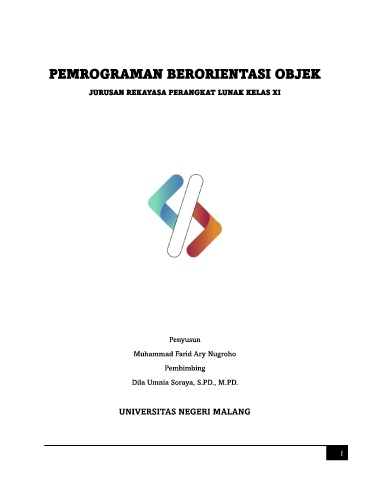 PEMROGRAMAN BERORIENTASI OBJEK
JURUSAN REKAYASA PERANGKAT LUNAK KELAS XI
Penyusun
Muhammad Farid Ary Nugroho
Pembimbing
Dila Umnia Soraya, S.PD., M.PD.
UNIVERSITAS NEGERI MALANG
I